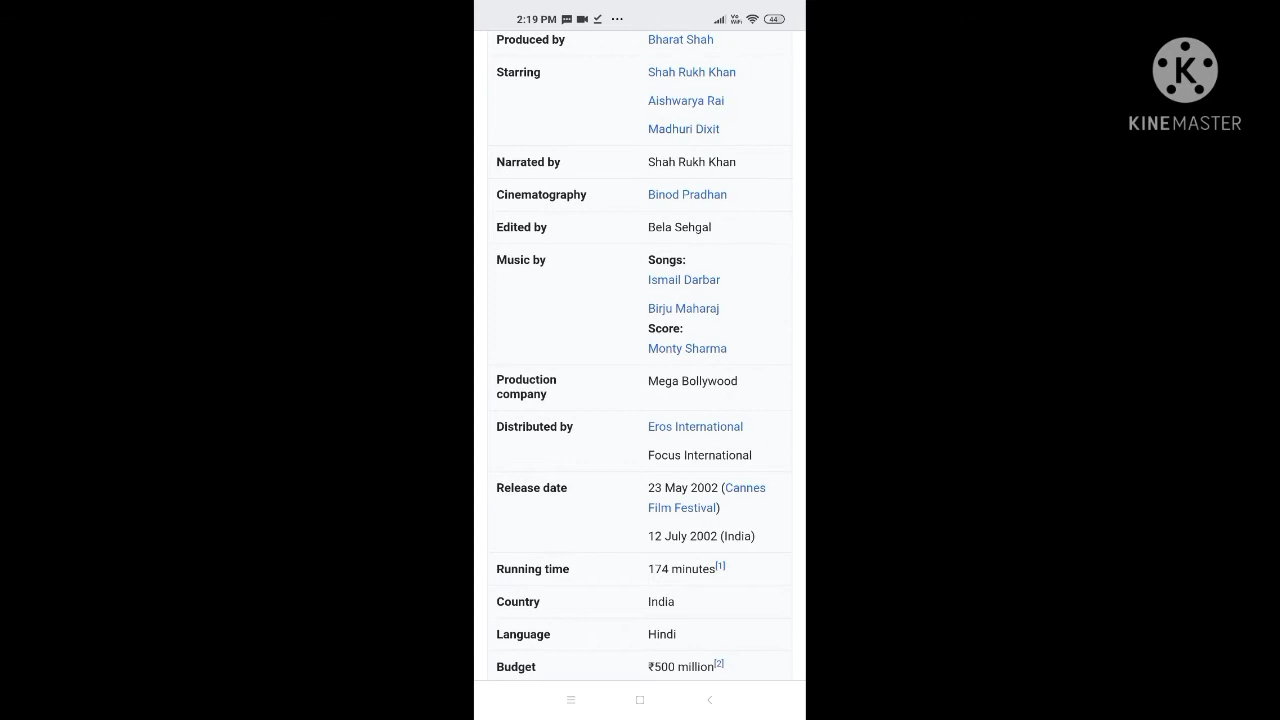 2:19 PM
Vo WiFi
44
Produced by Bharat Shah
Starring Shah Rukh Khan
Aishwarya Rai
Madhuri Dixit
Narrated by Shah Rukh Khan
Cinematography Binod Pradhan
Edited by Bela Sehgal
Music by Songs:
Ismail Darbar
Birju Maharaj
Score:
Monty Sharma
Production Mega Bollywood
company
Distributed by Eros International
Focus International
Release date 23 May 2002 (Cannes
Film Festival)
12 July 2002 (India)
Running time 174 minutes[1]
Country India
Language Hindi
Budget ₹500 million[2]
K
KINEMASTER